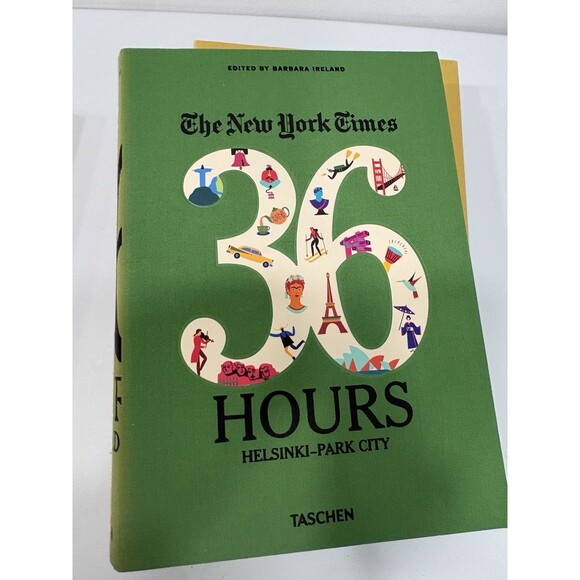 EDITED BY BARBARA IRELAND
The New York Times
36
HOURS
HELSINKI–PARK CITY
TASCHEN